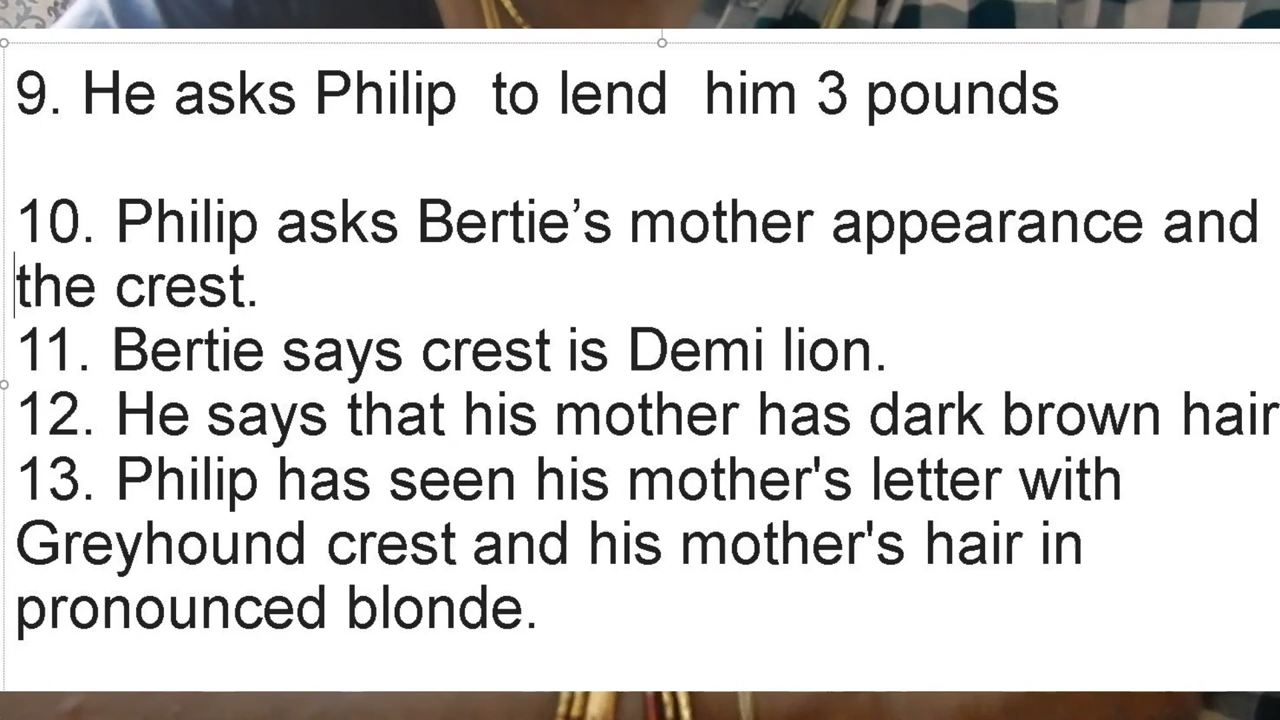 9. He asks Philip to lend him 3 pounds
10. Philip asks Bertie’s mother appearance and
the crest.
11. Bertie says crest is Demi lion.
12. He says that his mother has dark brown hair
13. Philip has seen his mother's letter with
Greyhound crest and his mother's hair in
pronounced blonde.